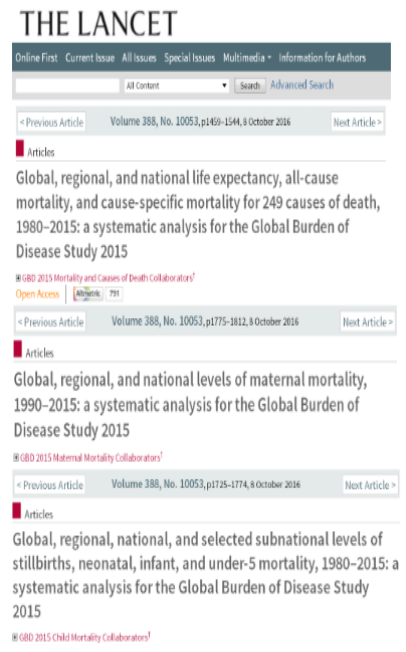 THE LANCET
Online First Current Issue All Issues Special Issues Multimedia Information for Authors
All Content Search Advanced Search
< Previous Article Volume 388, No. 10053, p1459–1544, 8 October 2016 Next Article >
Articles
Global, regional, and national life expectancy, all-cause
mortality, and cause-specific mortality for 249 causes of death,
1980–2015: a systematic analysis for the Global Burden of
Disease Study 2015
GBD 2015 Mortality and Causes of Death Collaborators†
Open Access Altmetric 791
< Previous Article Volume 388, No. 10053, p1775–1812, 8 October 2016 Next Article >
Articles
Global, regional, and national levels of maternal mortality,
1990–2015: a systematic analysis for the Global Burden of
Disease Study 2015
GBD 2015 Maternal Mortality Collaborators†
< Previous Article Volume 388, No. 10053, p1725–1774, 8 October 2016 Next Article >
Articles
Global, regional, national, and selected subnational levels of
stillbirths, neonatal, infant, and under-5 mortality, 1980–2015: a
systematic analysis for the Global Burden of Disease Study
2015
GBD 2015 Child Mortality Collaborators†